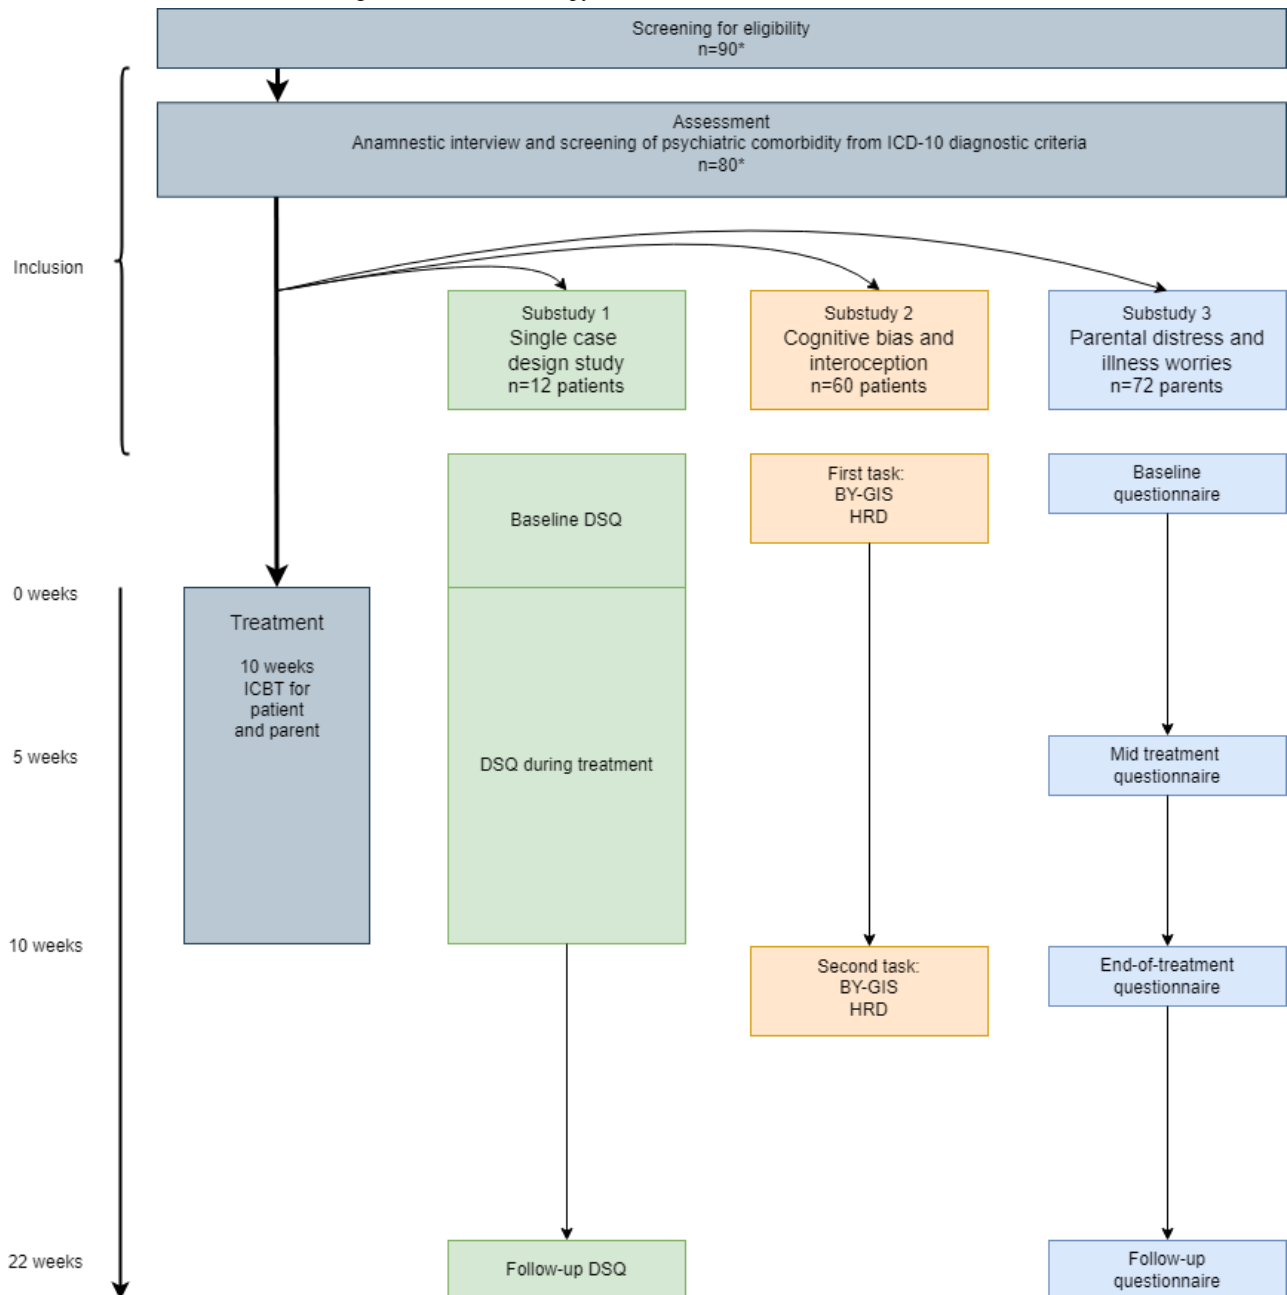 Screening for eligibility
n=90*
Assessment
Anamnestic interview and screening of psychiatric comorbidity from ICD-10 diagnostic criteria
n=80*
Inclusion
Substudy 1
Single case
design study
n=12 patients
Substudy 2
Cognitive bias and
interoception
n=60 patients
Substudy 3
Parental distress and
illness worries
n=72 parents
Baseline DSQ
First task:
BY-GIS
HRD
Baseline
questionnaire
0 weeks
Treatment
10 weeks
ICBT for
patient
and parent
5 weeks
DSQ during treatment
Mid treatment
questionnaire
10 weeks
Second task:
BY-GIS
HRD
End-of-treatment
questionnaire
22 weeks
Follow-up DSQ
Follow-up
questionnaire